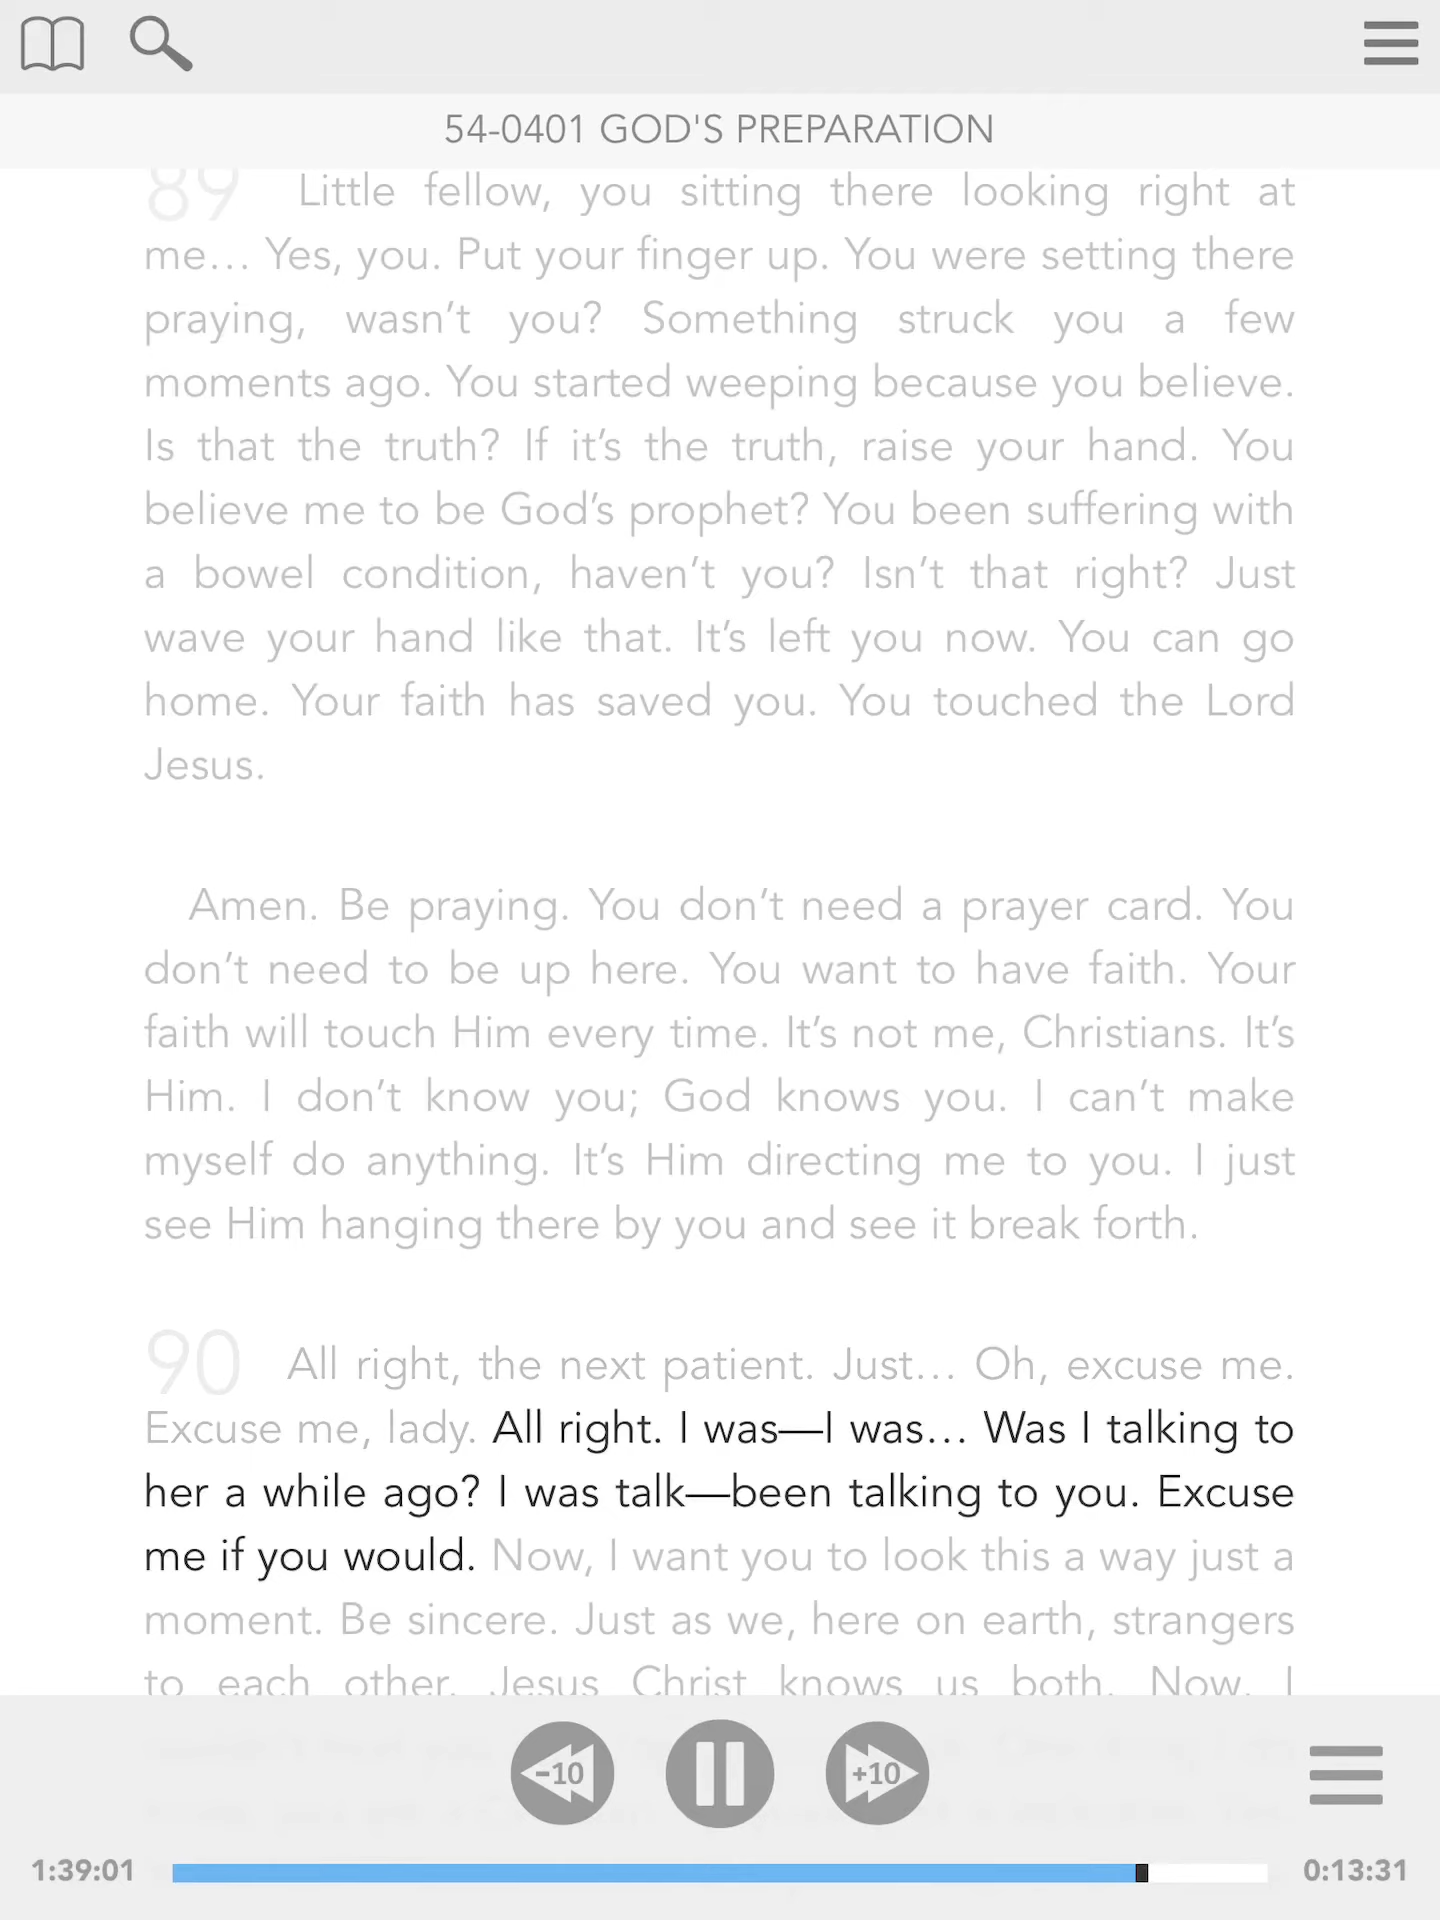 54-0401 GOD'S PREPARATION
89 Little fellow, you sitting there looking right at
me… Yes, you. Put your finger up. You were setting there
praying, wasn’t you? Something struck you a few
moments ago. You started weeping because you believe.
Is that the truth? If it’s the truth, raise your hand. You
believe me to be God’s prophet? You been suffering with
a bowel condition, haven’t you? Isn’t that right? Just
wave your hand like that. It’s left you now. You can go
home. Your faith has saved you. You touched the Lord
Jesus.
Amen. Be praying. You don’t need a prayer card. You
don’t need to be up here. You want to have faith. Your
faith will touch Him every time. It’s not me, Christians. It’s
Him. I don’t know you; God knows you. I can’t make
myself do anything. It’s Him directing me to you. I just
see Him hanging there by you and see it break forth.
90 All right, the next patient. Just… Oh, excuse me.
Excuse me, lady. All right. I was—I was… Was I talking to
her a while ago? I was talk—been talking to you. Excuse
me if you would. Now, I want you to look this a way just a
moment. Be sincere. Just as we, here on earth, strangers
to each other. Jesus Christ knows us both. Now, I
-10
+10
1:39:01
0:13:31